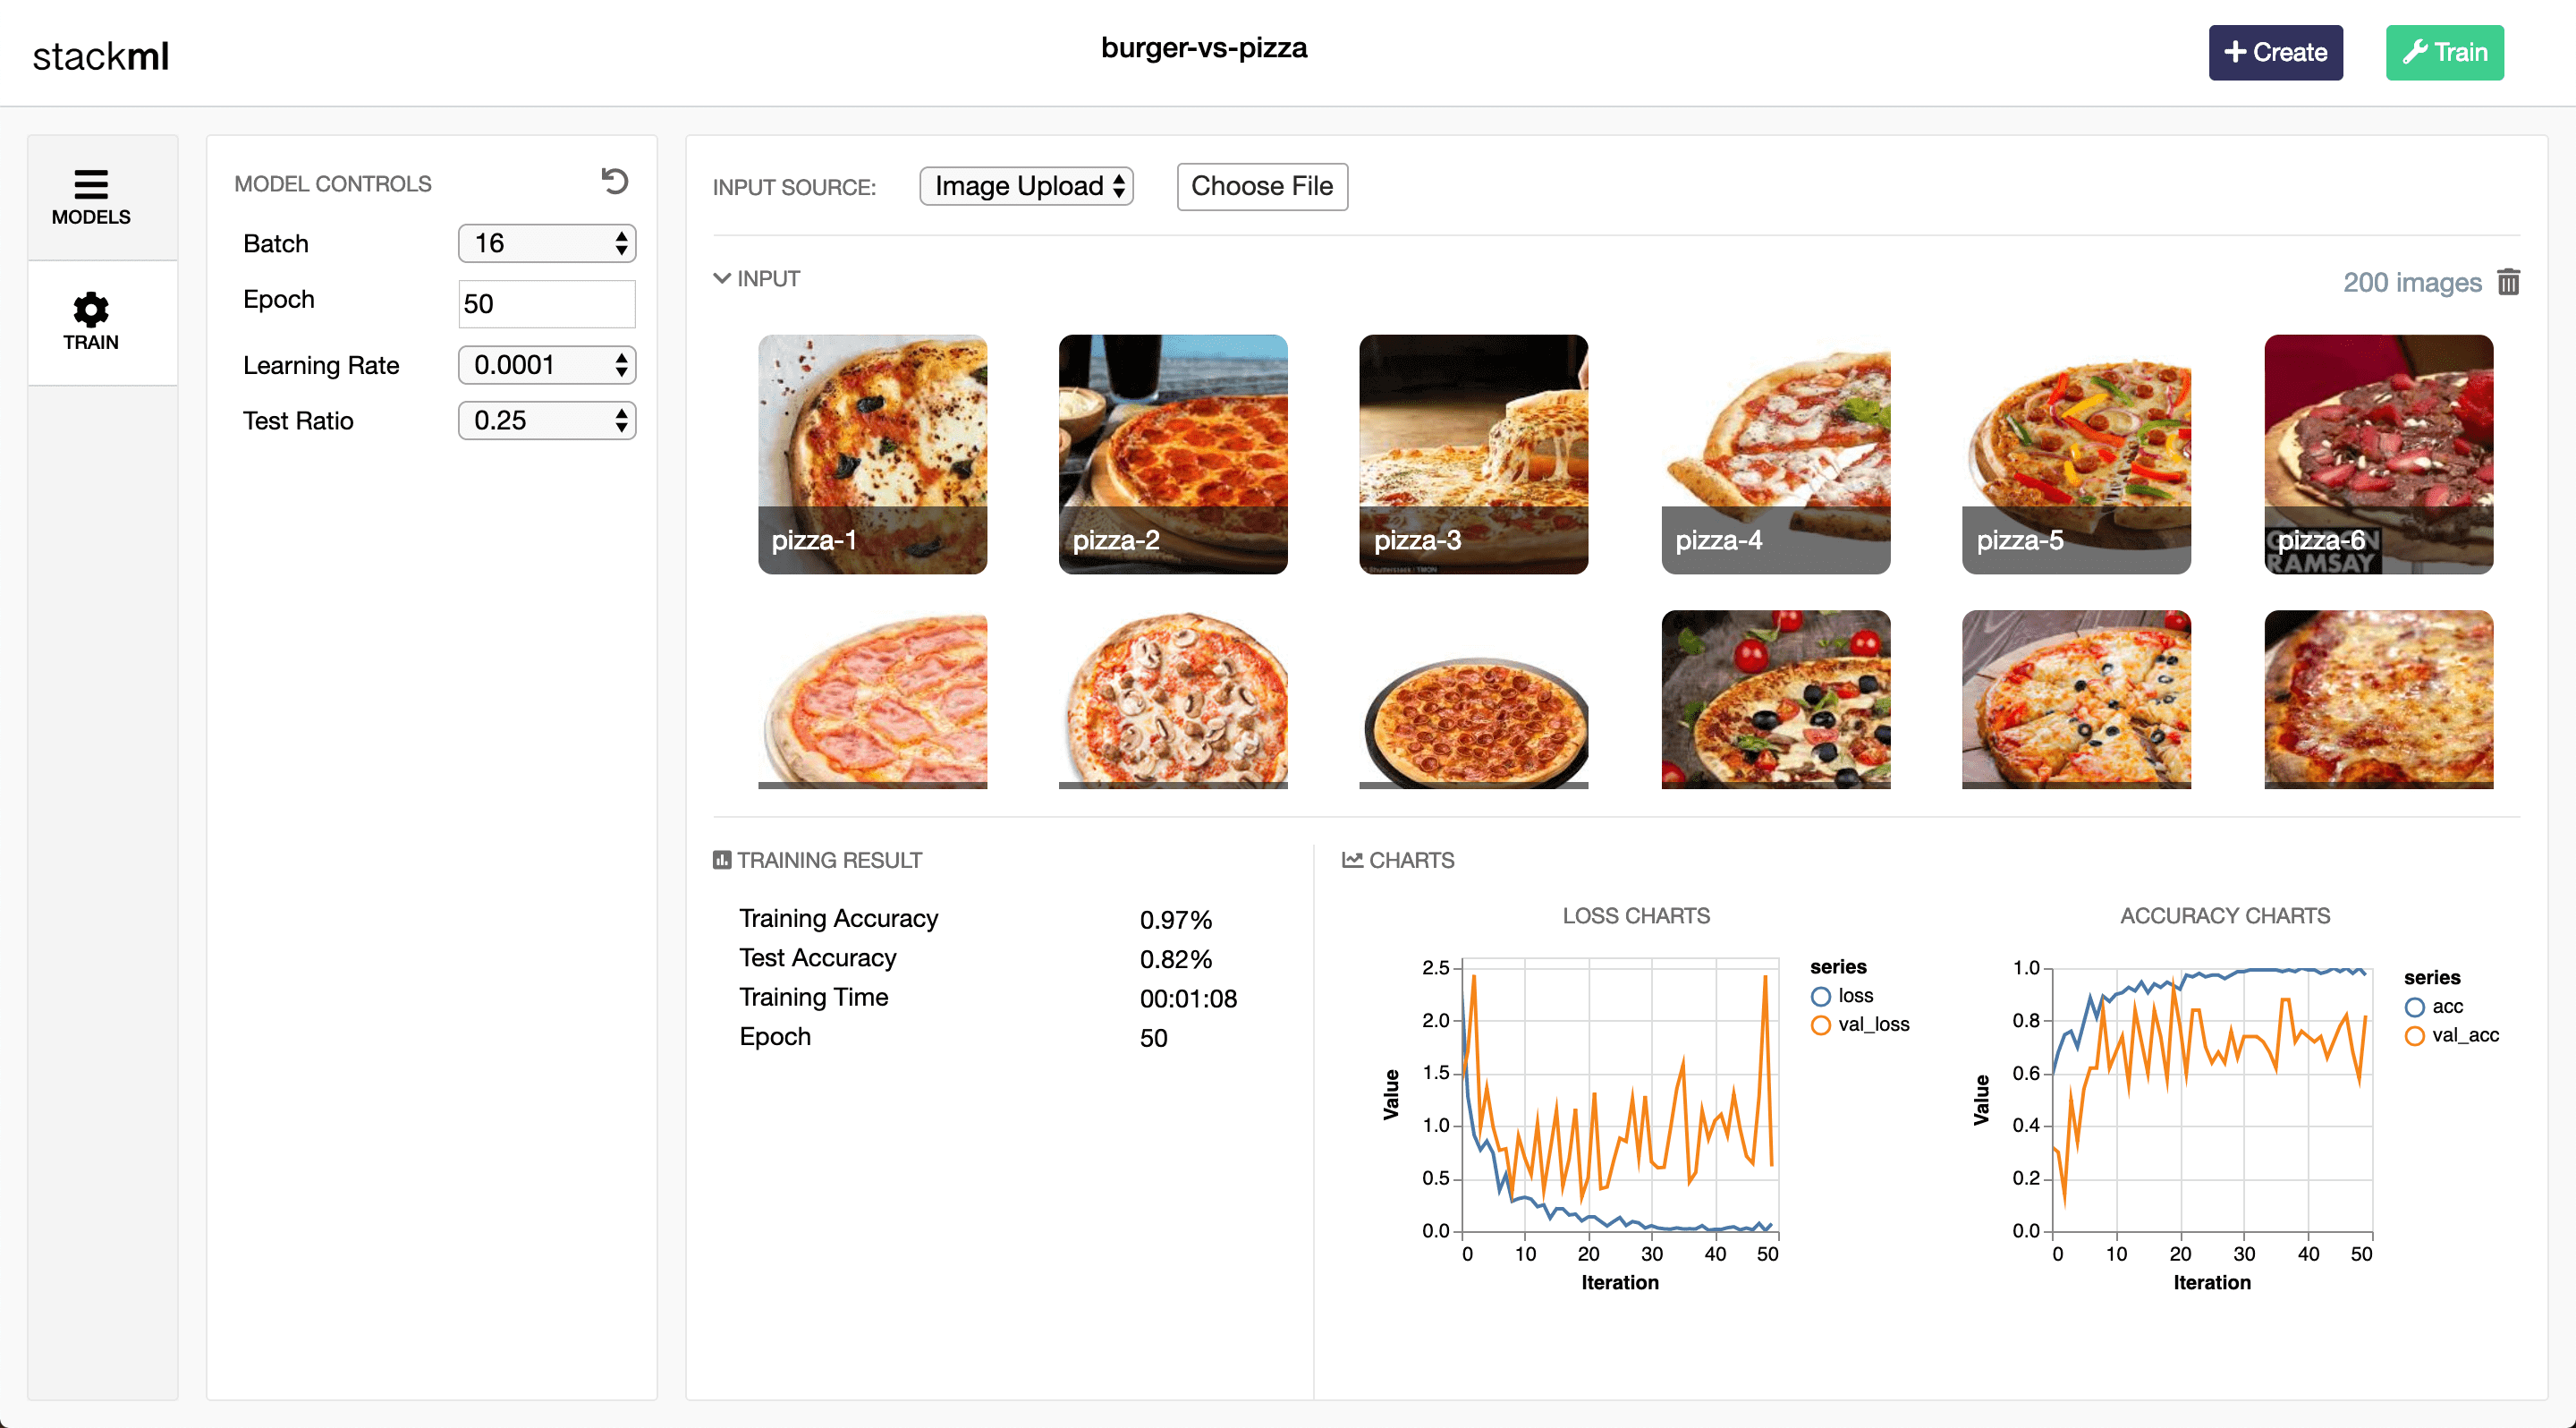 stackml
burger-vs-pizza
Create
Train
MODELS
TRAIN
MODEL CONTROLS
Batch 16
Epoch 50
Learning Rate 0.0001
Test Ratio 0.25
INPUT SOURCE: Image Upload Choose File
INPUT
200 images
pizza-1 pizza-2 pizza-3 pizza-4 pizza-5 pizza-6
RAMSAY
TRAINING RESULT
Training Accuracy 0.97%
Test Accuracy 0.82%
Training Time 00:01:08
Epoch 50
CHARTS
LOSS CHARTS
2.5
2.0
1.5
1.0
0.5
0.0
Value
0 10 20 30 40 50
Iteration
series
loss
val_loss
ACCURACY CHARTS
1.0
0.8
0.6
0.4
0.2
0.0
Value
0 10 20 30 40 50
Iteration
series
acc
val_acc